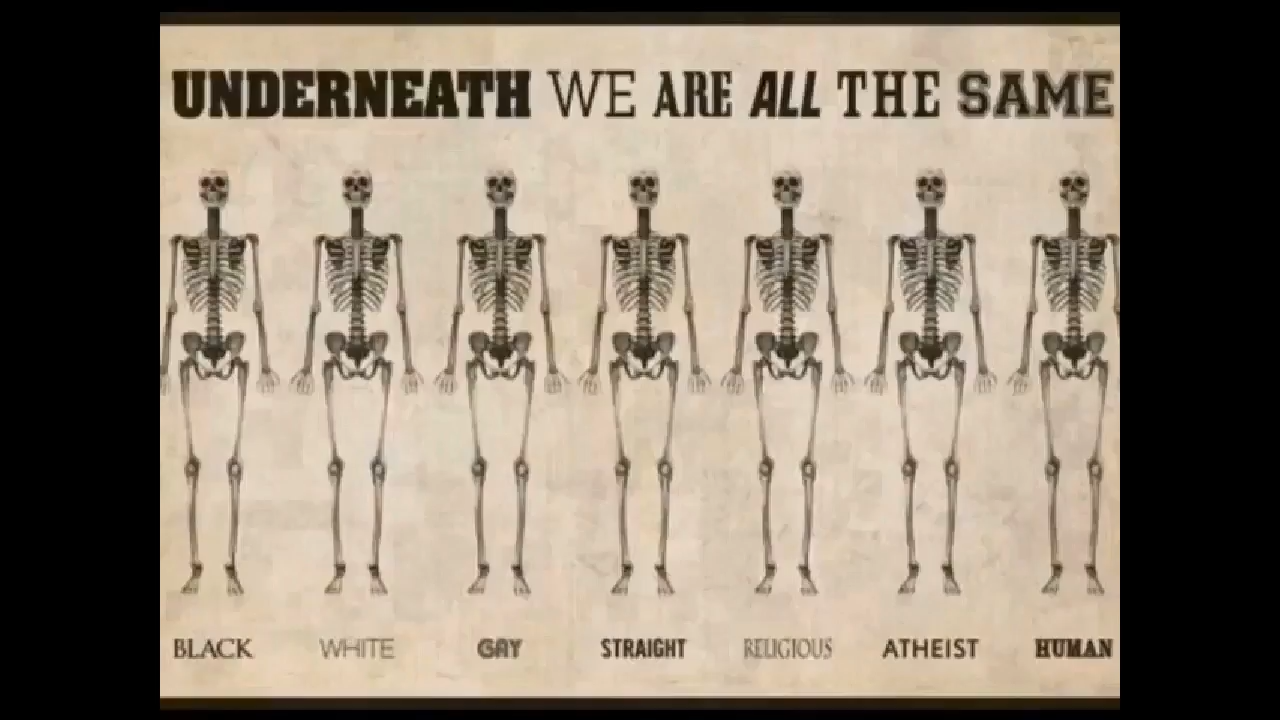 UNDERNEATH WE ARE ALL THE SAME
BLACK WHITE GAY STRAIGHT RELIGIOUS ATHEIST HUMAN